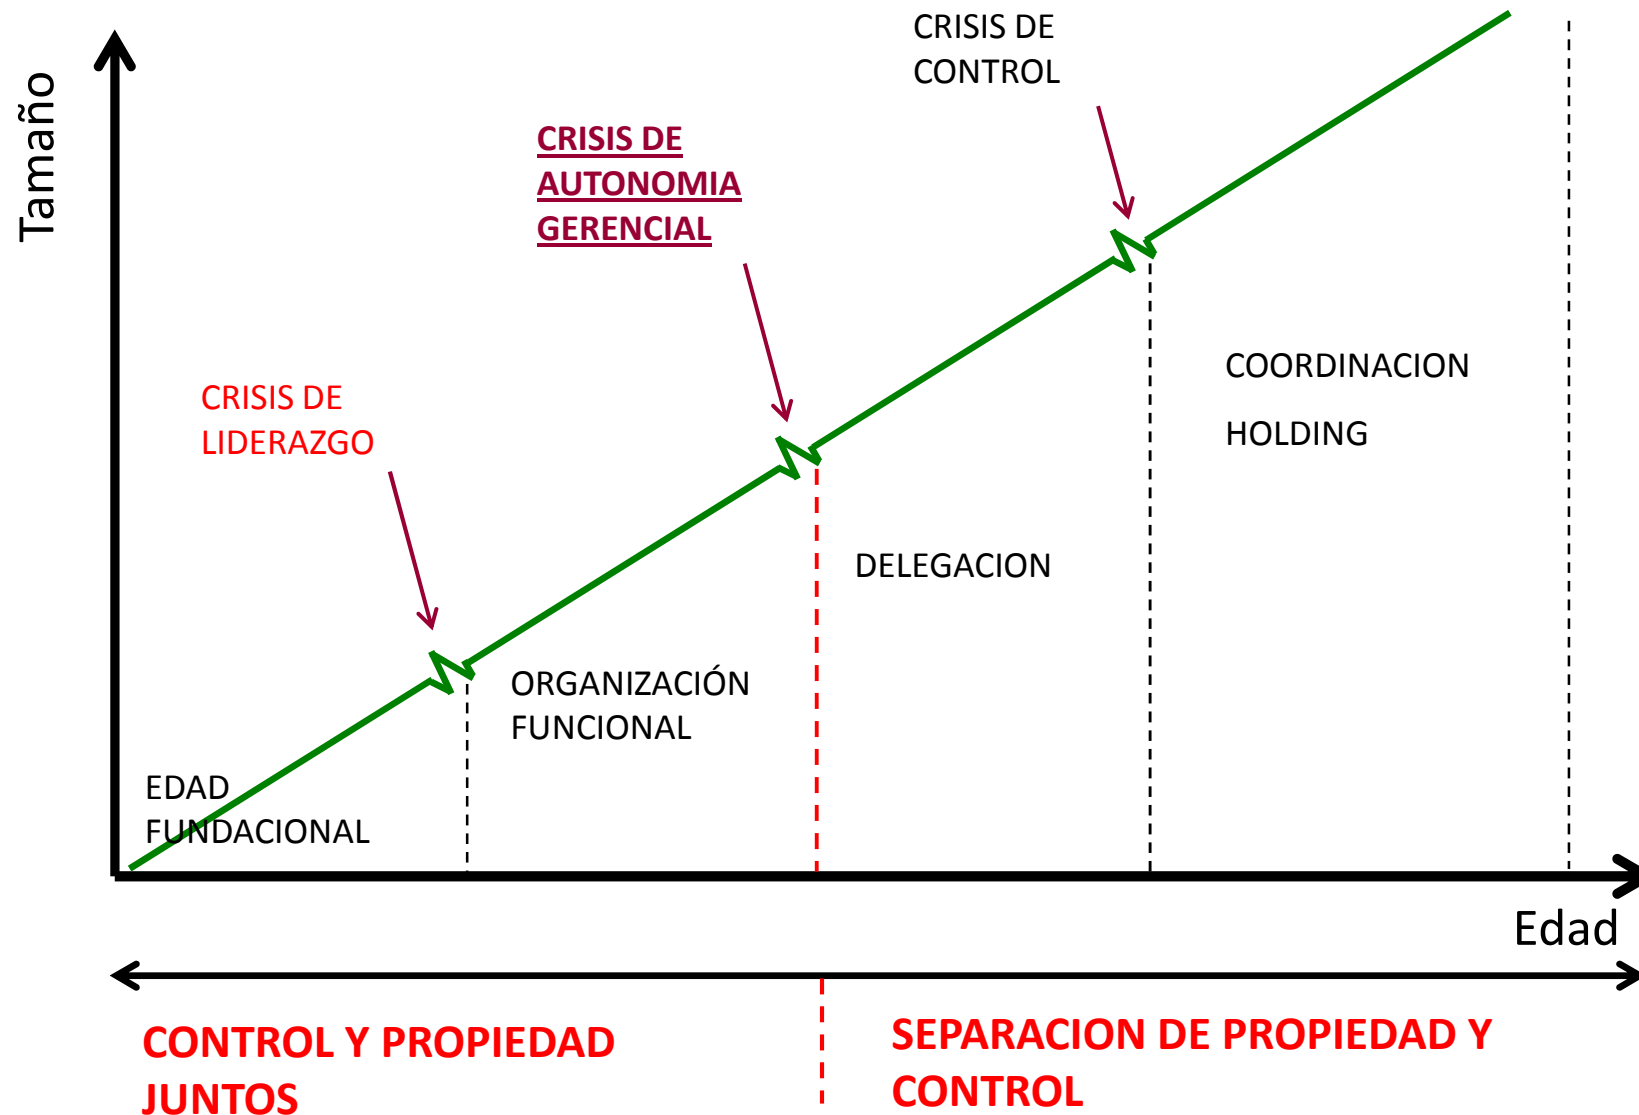 CRISIS DE
CONTROL
Tamaño
CRISIS DE
AUTONOMIA
GERENCIAL
CRISIS DE
LIDERAZGO
COORDINACION
HOLDING
DELEGACION
ORGANIZACIÓN
FUNCIONAL
EDAD
FUNDACIONAL
Edad
CONTROL Y PROPIEDAD
JUNTOS
SEPARACION DE PROPIEDAD Y
CONTROL